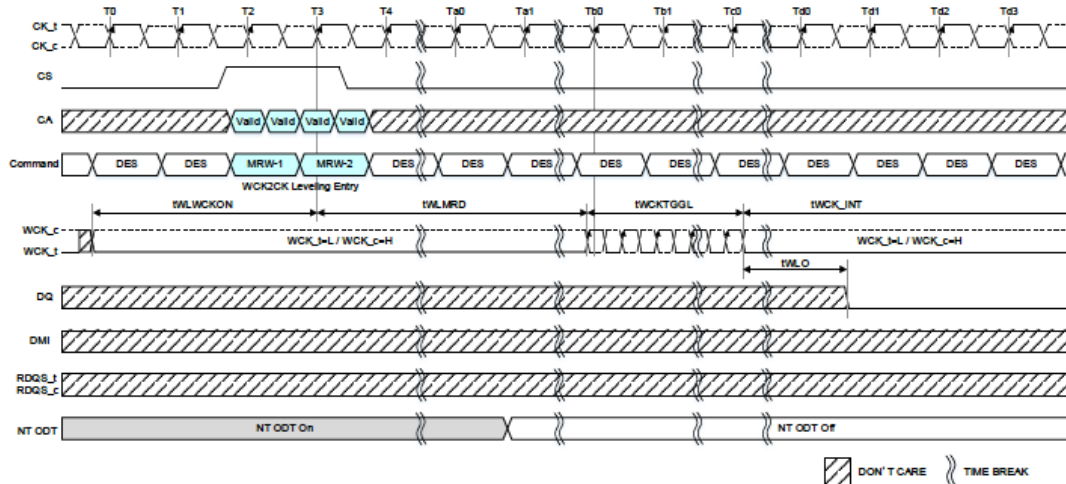 T0 T1 T2 T3 T4 Ta0 Ta1 Tb0 Tb1 Tc0 Td0 Td1 Td2 Td3
CK_t
CK_c
CS
CA Valid Valid Valid Valid
Command DES DES MRW-1 MRW-2 DES DES DES DES DES DES DES DES DES DES
WCK2CK Leveling Entry
tWLWCKON tWLMRD tWCKTGGL tWCK_INT
WCK_c
WCK_t=L / WCK_c=H WCK_t=L / WCK_c=H
WCK_t
tWLO
DQ
DMI
RDQS_t
RDQS_c
NT ODT NT ODT On NT ODT Off
DON'T CARE TIME BREAK